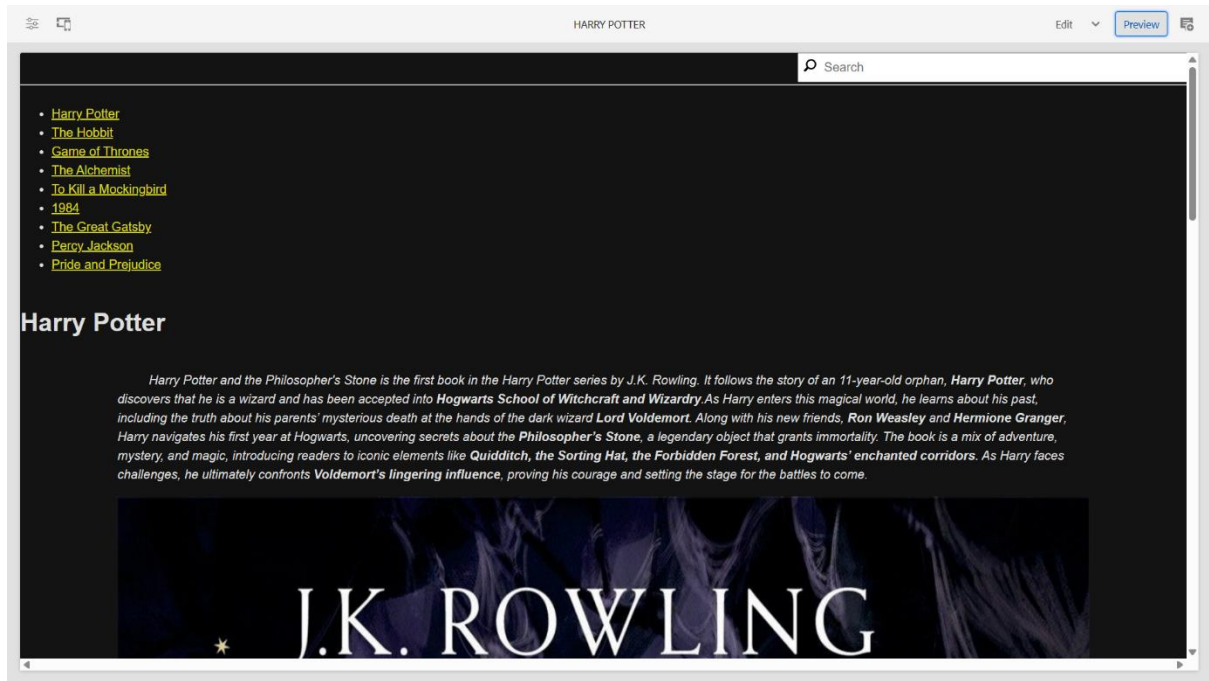 HARRY POTTER
Edit
Preview
Search
Harry Potter
The Hobbit
Game of Thrones
The Alchemist
To Kill a Mockingbird
1984
The Great Gatsby
Percy Jackson
Pride and Prejudice
Harry Potter
Harry Potter and the Philosopher's Stone is the first book in the Harry Potter series by J.K. Rowling. It follows the story of an 11-year-old orphan, Harry Potter, who
discovers that he is a wizard and has been accepted into Hogwarts School of Witchcraft and Wizardry.As Harry enters this magical world, he learns about his past,
including the truth about his parents' mysterious death at the hands of the dark wizard Lord Voldemort. Along with his new friends, Ron Weasley and Hermione Granger,
Harry navigates his first year at Hogwarts, uncovering secrets about the Philosopher's Stone, a legendary object that grants immortality. The book is a mix of adventure,
mystery, and magic, introducing readers to iconic elements like Quidditch, the Sorting Hat, the Forbidden Forest, and Hogwarts' enchanted corridors. As Harry faces
challenges, he ultimately confronts Voldemort's lingering influence, proving his courage and setting the stage for the battles to come.
J.K. ROWLING